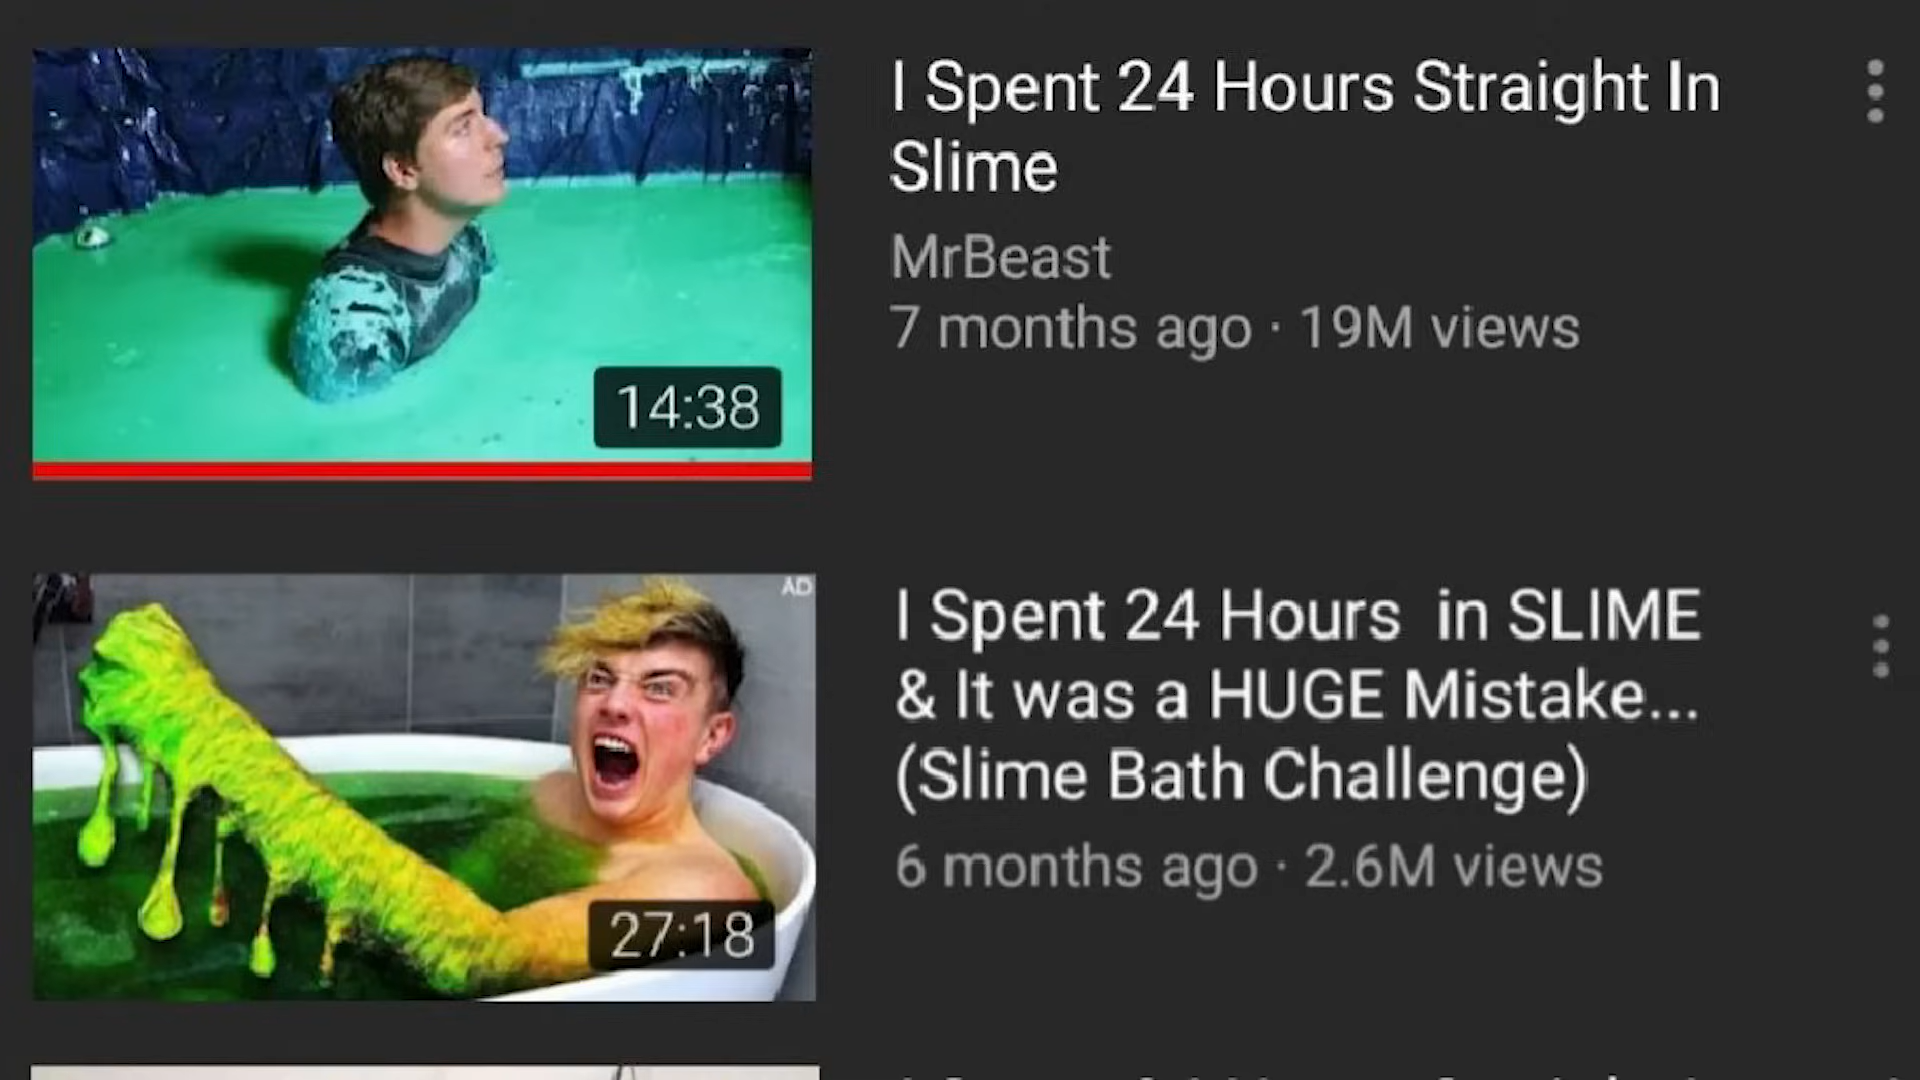 I Spent 24 Hours Straight In
Slime
MrBeast
7 months ago · 19M views
14:38
AD
I Spent 24 Hours  in SLIME
& It was a HUGE Mistake...
(Slime Bath Challenge)
6 months ago · 2.6M views
27:18